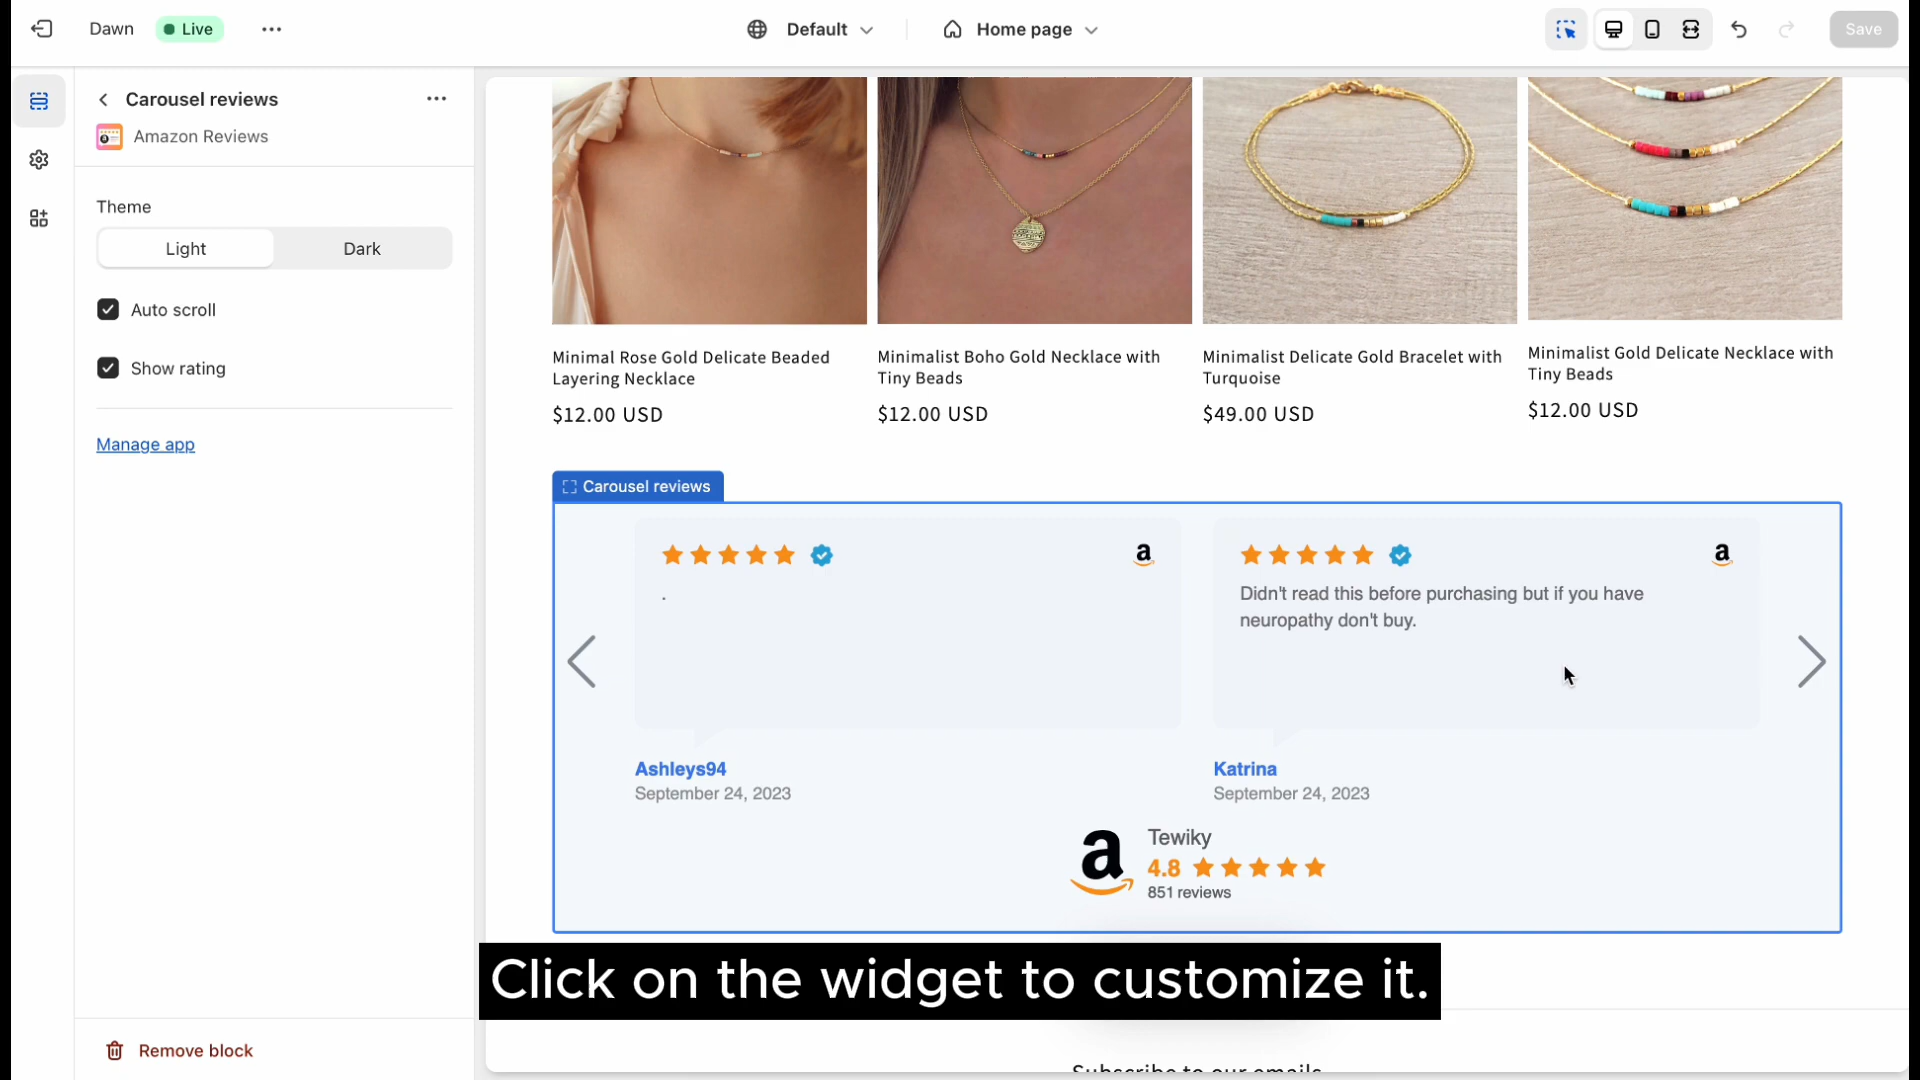 Dawn
Live
Default
Home page
Save
Carousel reviews
Amazon Reviews
Theme
Light
Dark
Auto scroll
Show rating
Manage app
Remove block
Minimal Rose Gold Delicate Beaded
Layering Necklace
$12.00 USD
Minimalist Boho Gold Necklace with
Tiny Beads
$12.00 USD
Minimalist Delicate Gold Bracelet with
Turquoise
$49.00 USD
Minimalist Gold Delicate Necklace with
Tiny Beads
$12.00 USD
Carousel reviews
a
.
Ashleys94
September 24, 2023
a
Didn't read this before purchasing but if you have
neuropathy don't buy.
Katrina
September 24, 2023
a
Tewiky
4.8
851 reviews
Click on the widget to customize it.
Subscribe to our emails